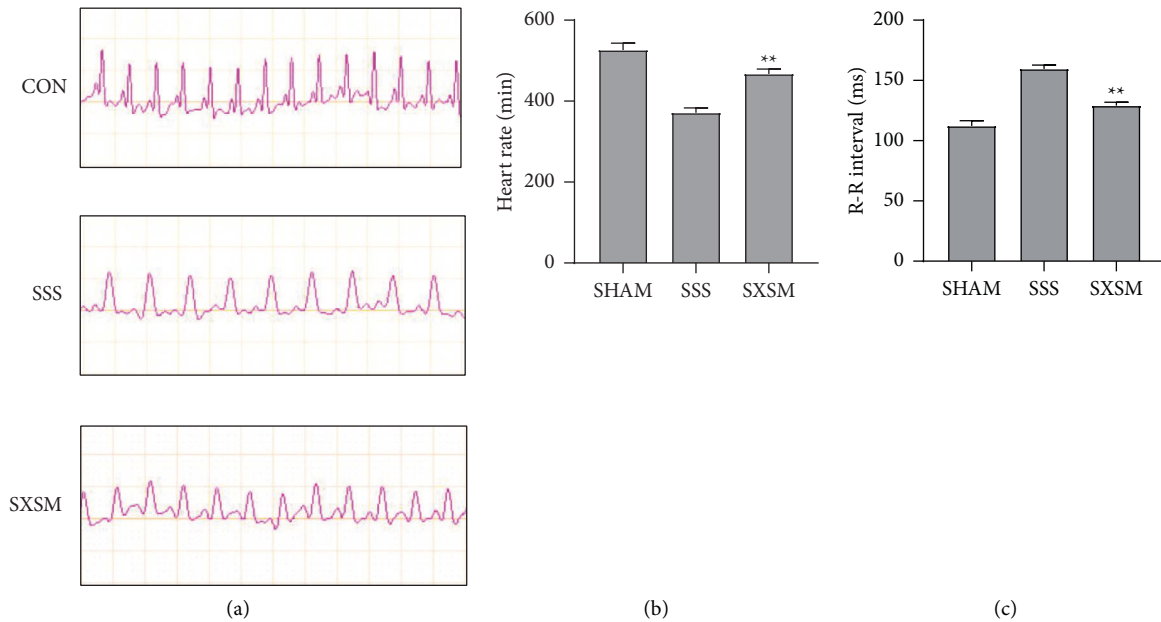 CON
SSS
SXSM
(a)
Heart rate (min)
600
400
200
0
**
SHAM SSS SXSM
(b)
R-R interval (ms)
200
150
100
50
0
**
SHAM SSS SXSM
(c)